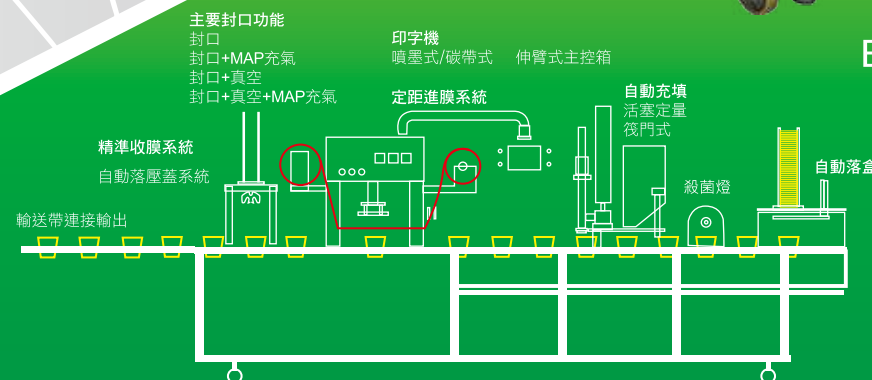 主要封口功能
封口
封口+MAP充氣
封口+真空
封口+真空+MAP充氣
印字機
噴墨式/碳帶式
伸臂式主控箱
定距進膜系統
自動充填
活塞定量
筏門式
精準收膜系統
自動落壓蓋系統
殺菌燈
自動落盒
輸送帶連接輸出